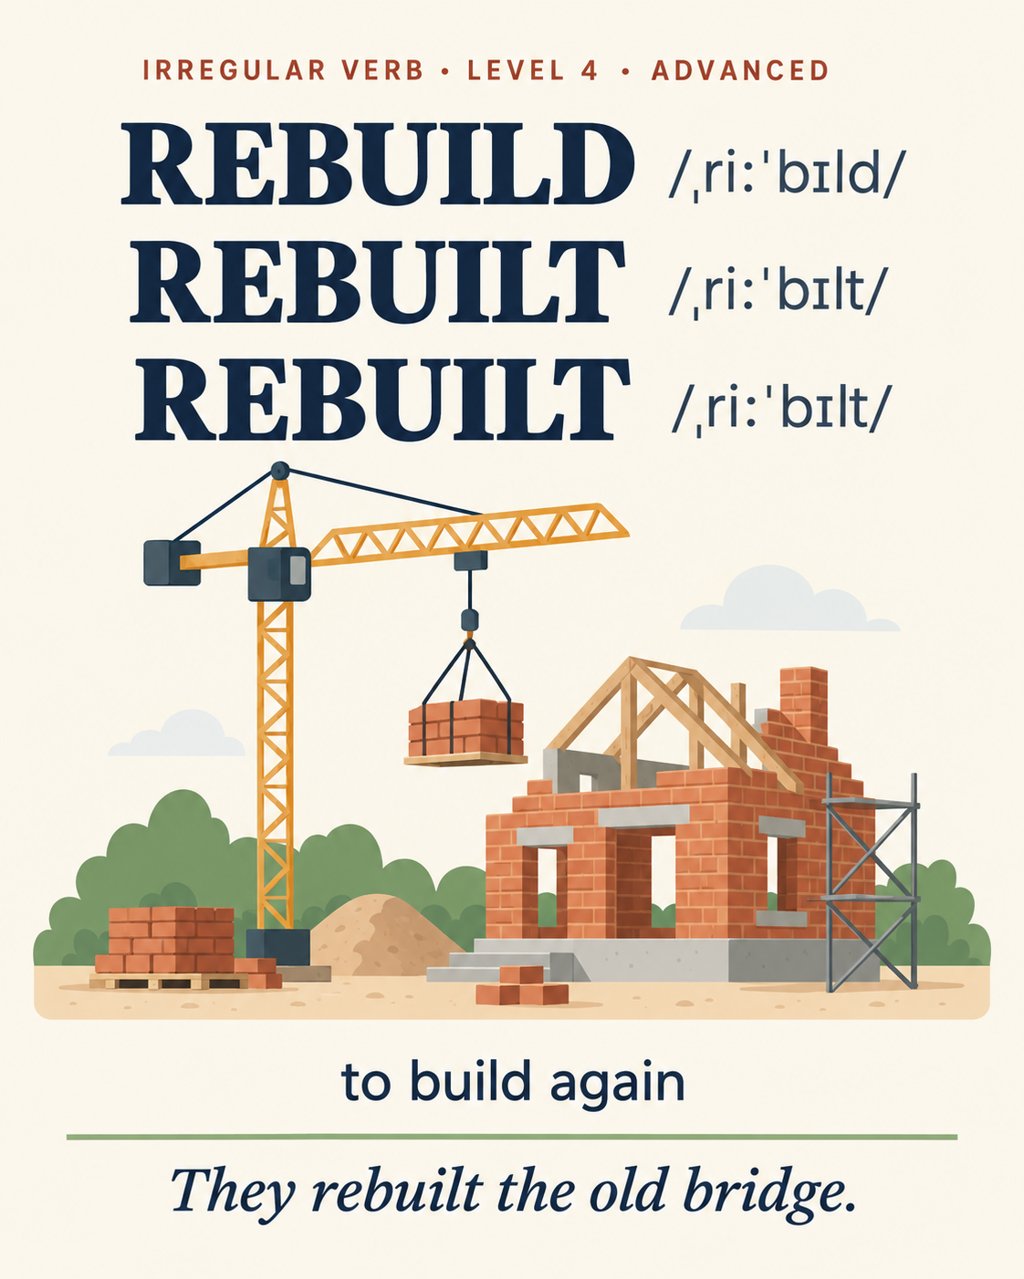 IRREGULAR VERB • LEVEL 4 • ADVANCED
REBUILD /ˌriːˈbɪld/
REBUILT /ˌriːˈbɪlt/
REBUILT /ˌriːˈbɪlt/
to build again
They rebuilt the old bridge.